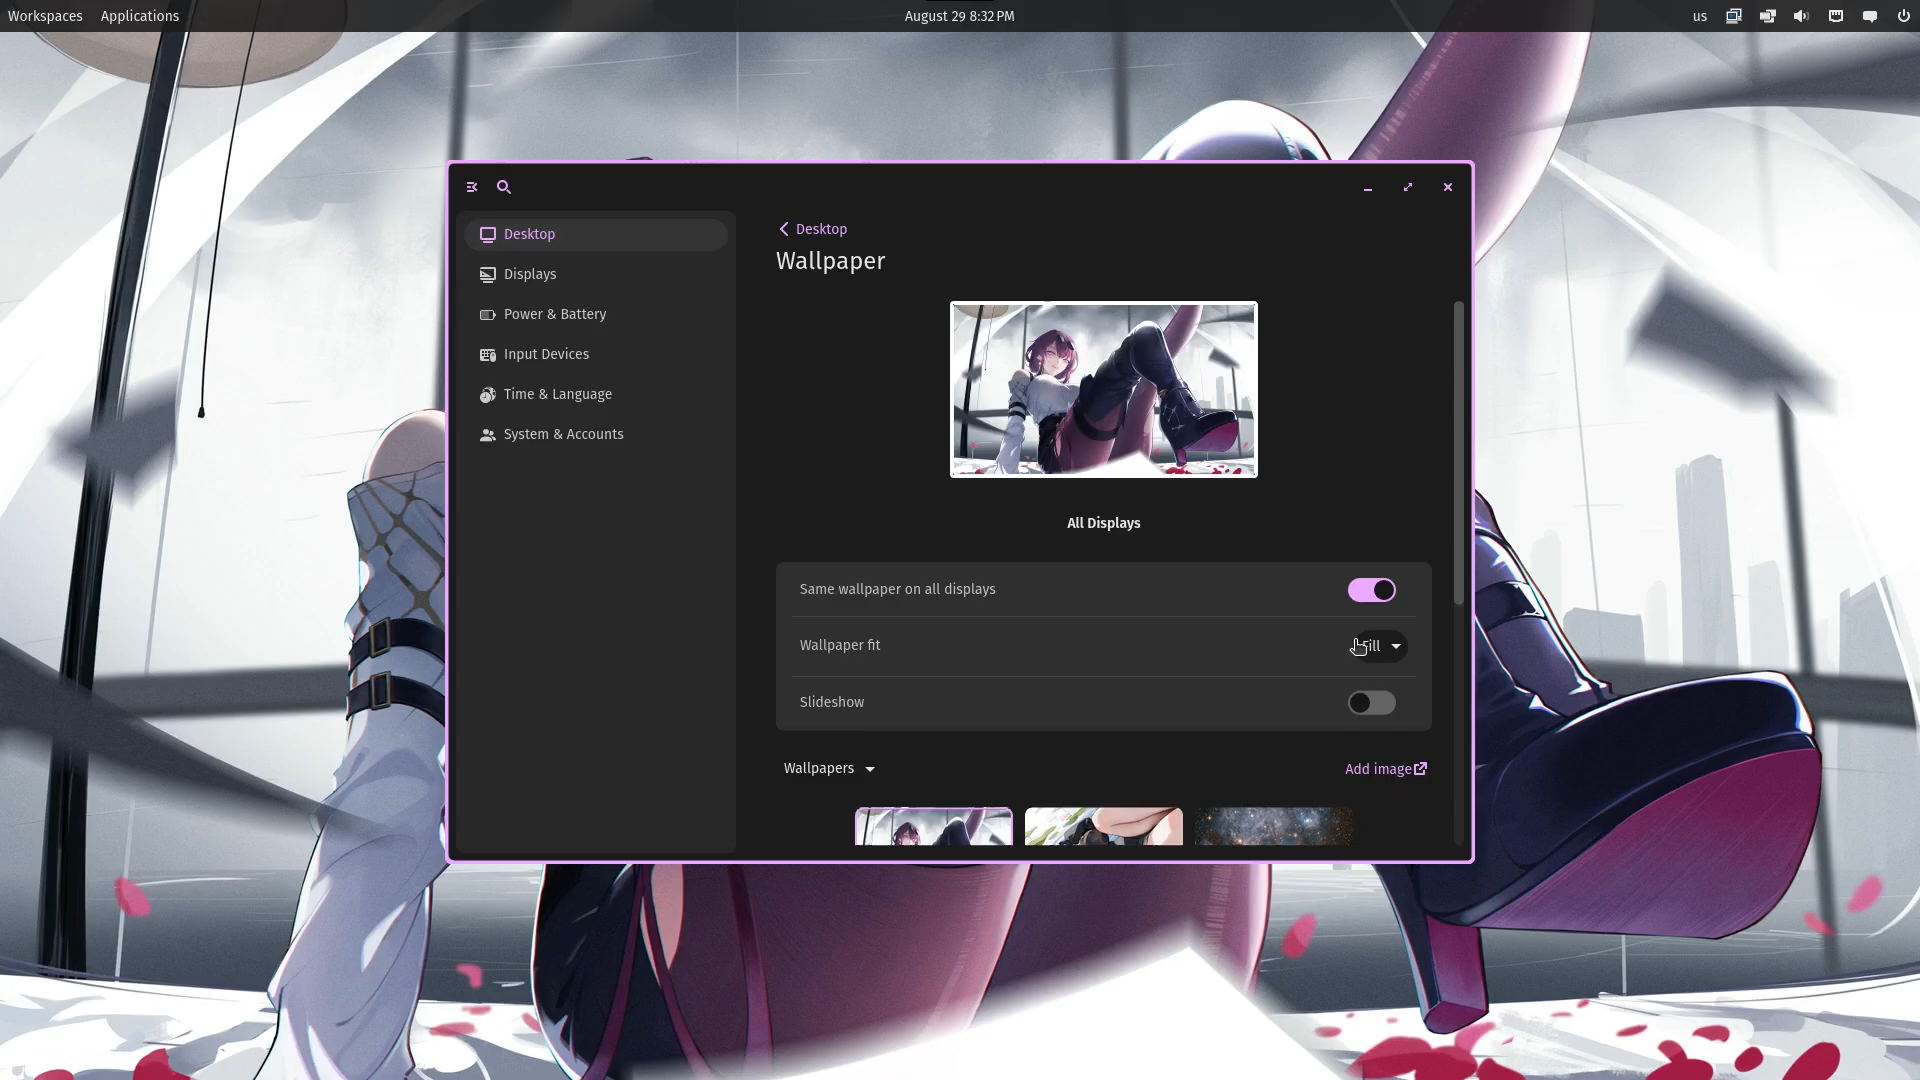 Workspaces Applications August 29 8:32 PM us
Desktop
Displays
Power & Battery
Input Devices
Time & Language
System & Accounts
Desktop
Wallpaper
All Displays
Same wallpaper on all displays
Wallpaper fit Fill
Slideshow
Wallpapers Add image